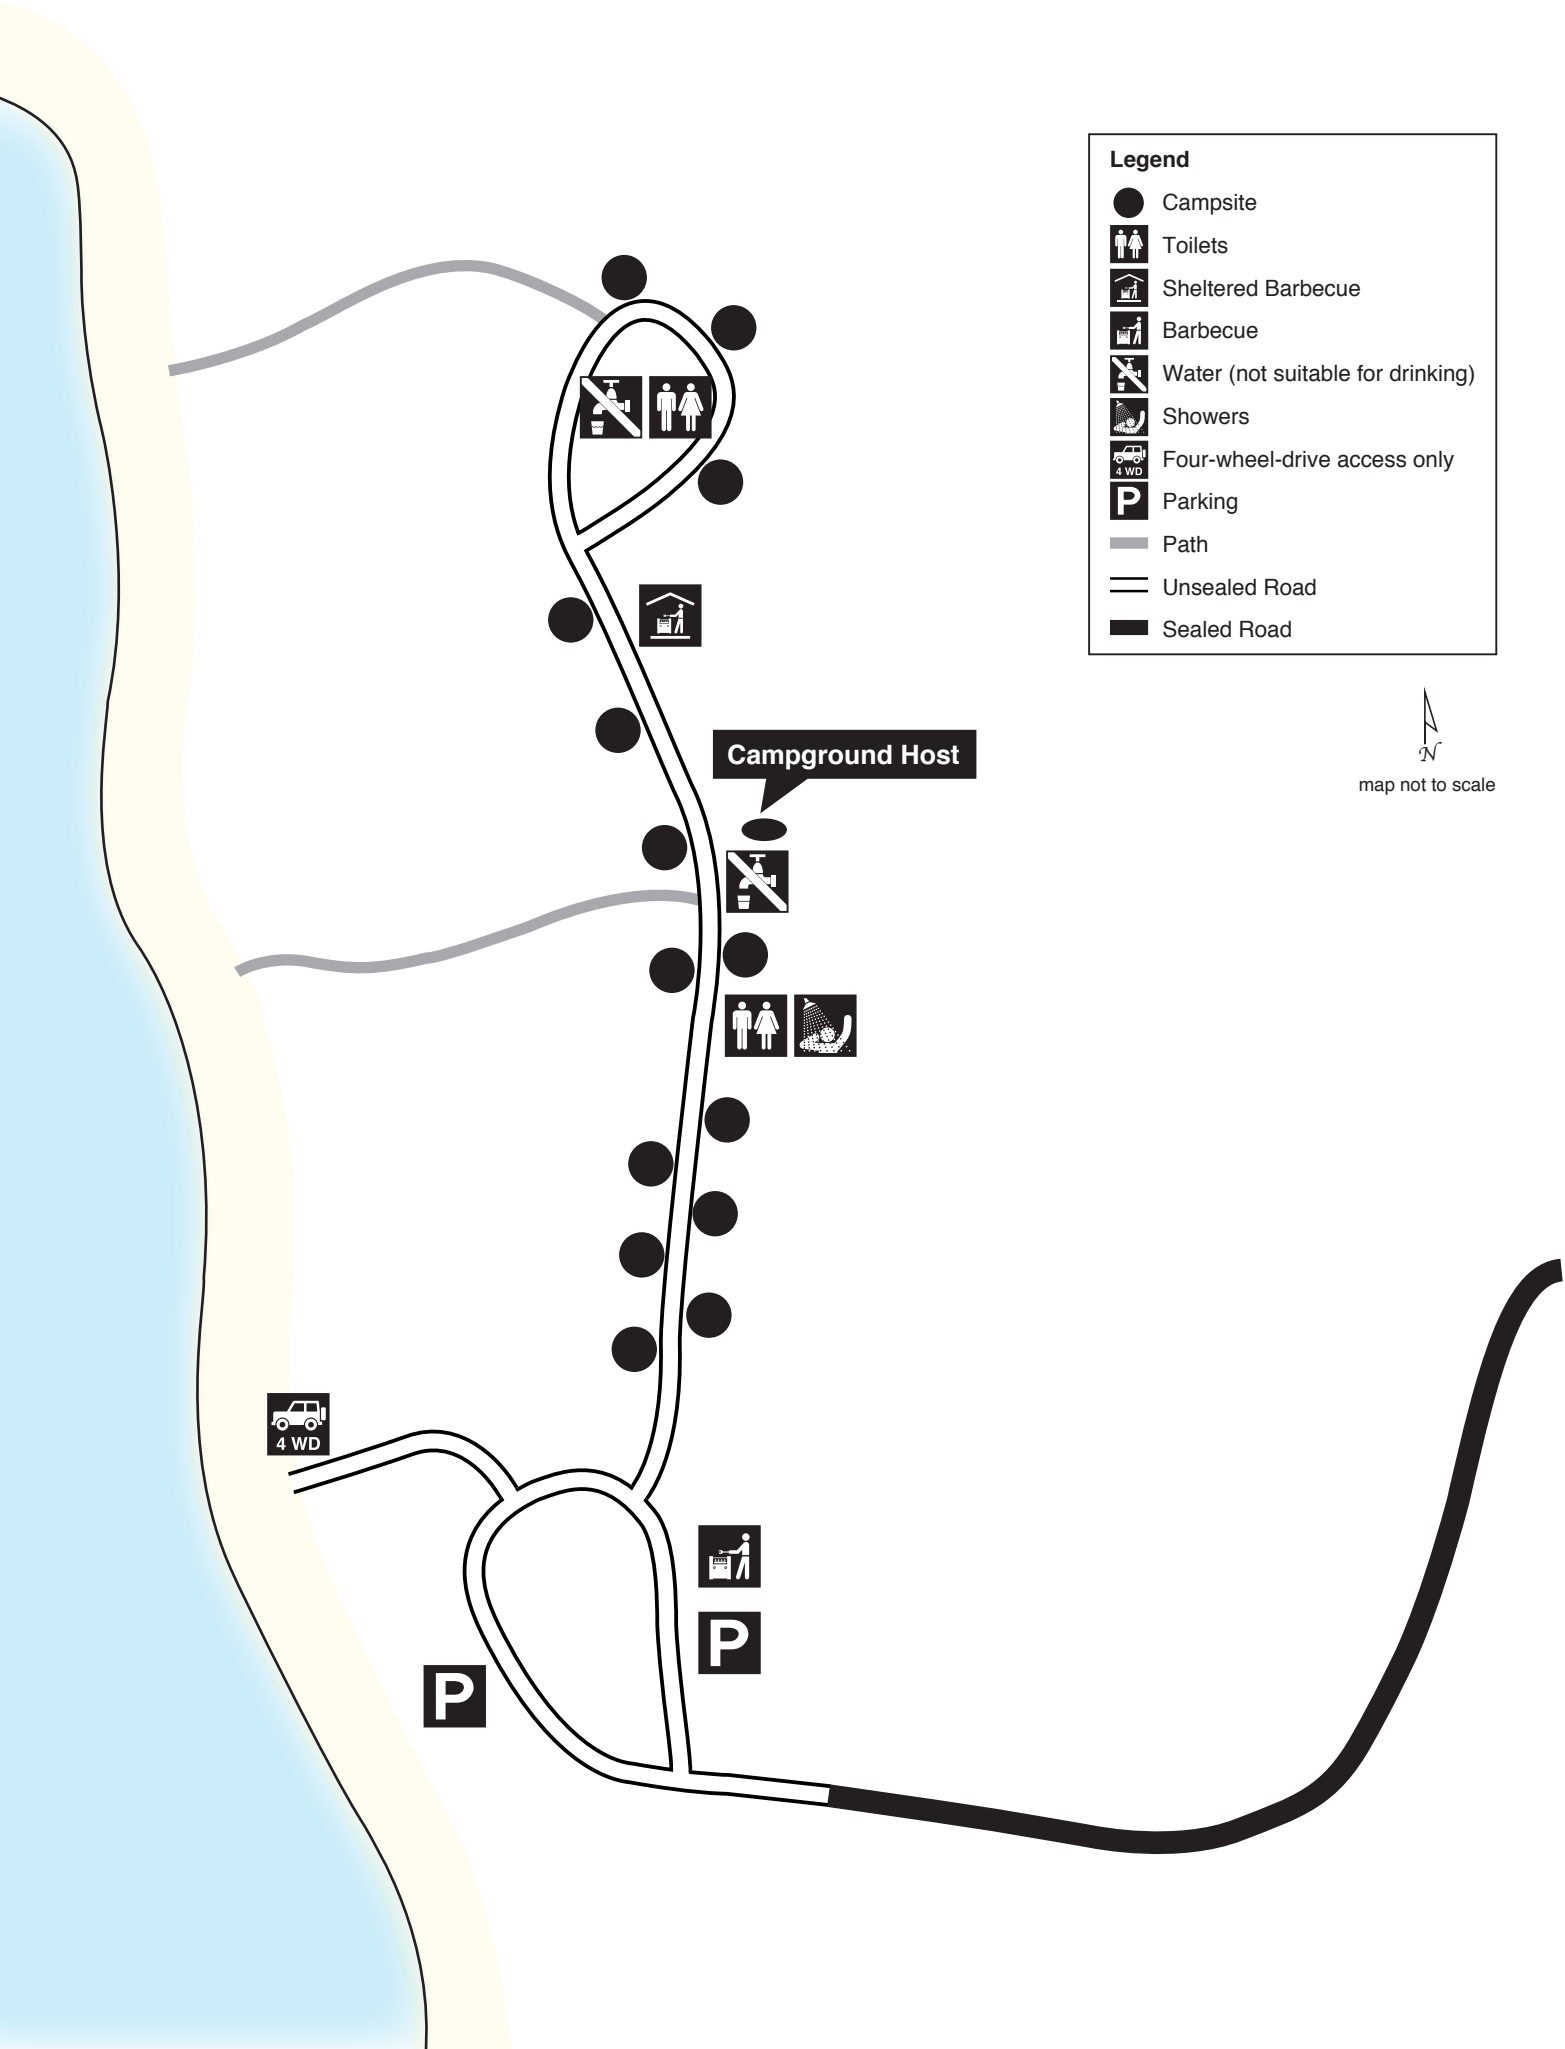 Legend
Campsite
Toilets
Sheltered Barbecue
Barbecue
Water (not suitable for drinking)
Showers
4 WD
Four-wheel-drive access only
P
Parking
Path
Unsealed Road
Sealed Road
N
map not to scale
Campground Host
4 WD
P
P